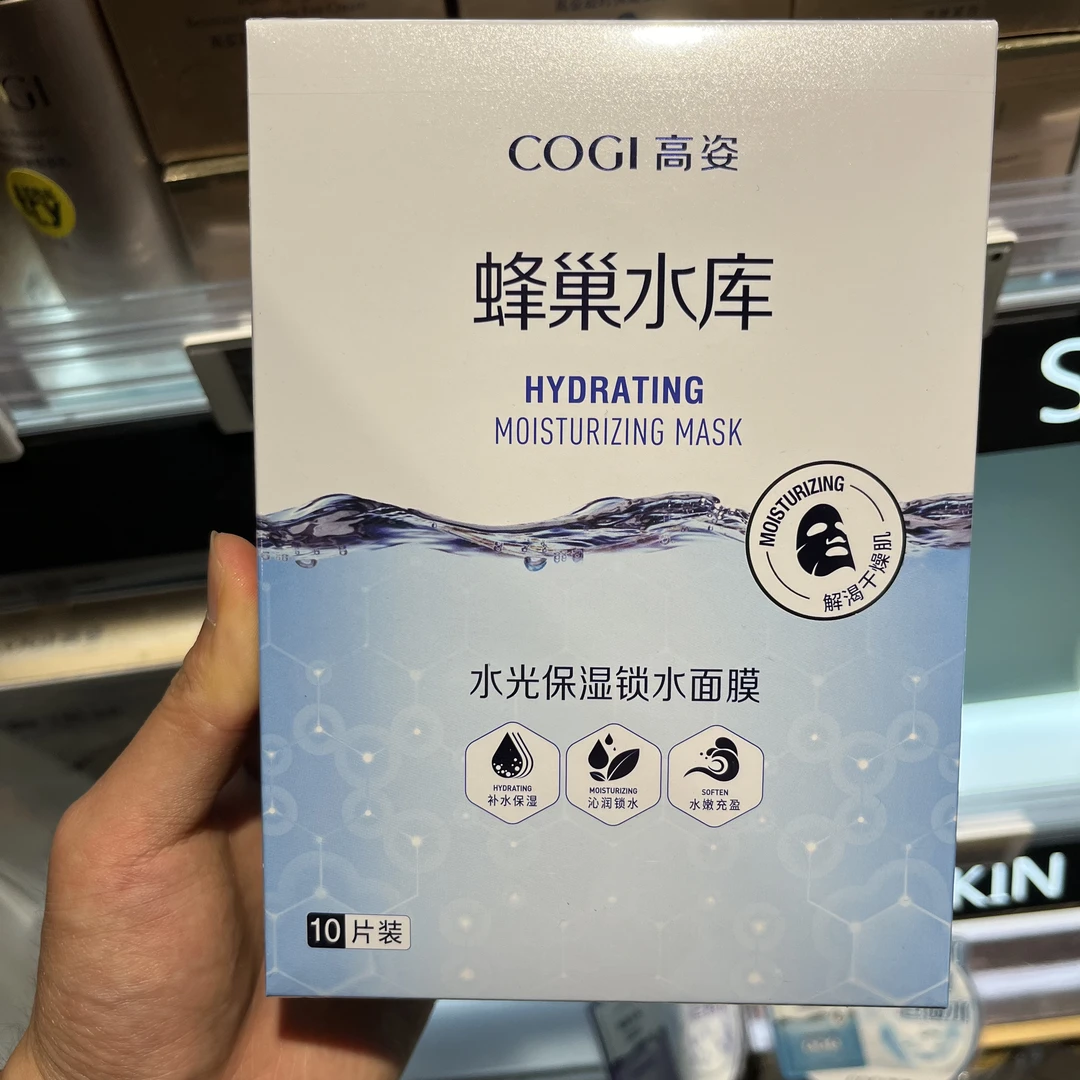 COGI 高姿
蜂巢水库
HYDRATING
MOISTURIZING MASK
MOISTURIZING
解渴干燥肌
水光保湿锁水面膜
HYDRATING
补水保湿
MOISTURIZING
沁润锁水
SOFTEN
水嫩充盈
10片装
GI
S
KIN